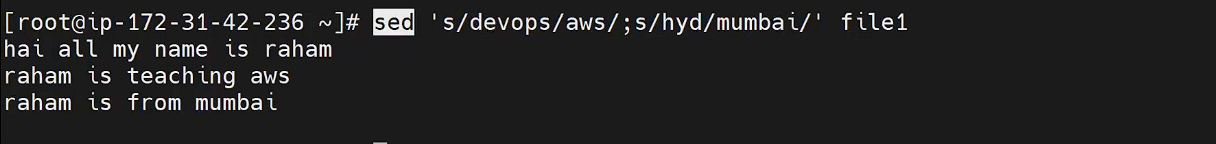 [root@ip-172-31-42-236 ~]# sed 's/devops/aws/;s/hyd/mumbai/' file1
hai all my name is raham
raham is teaching aws
raham is from mumbai